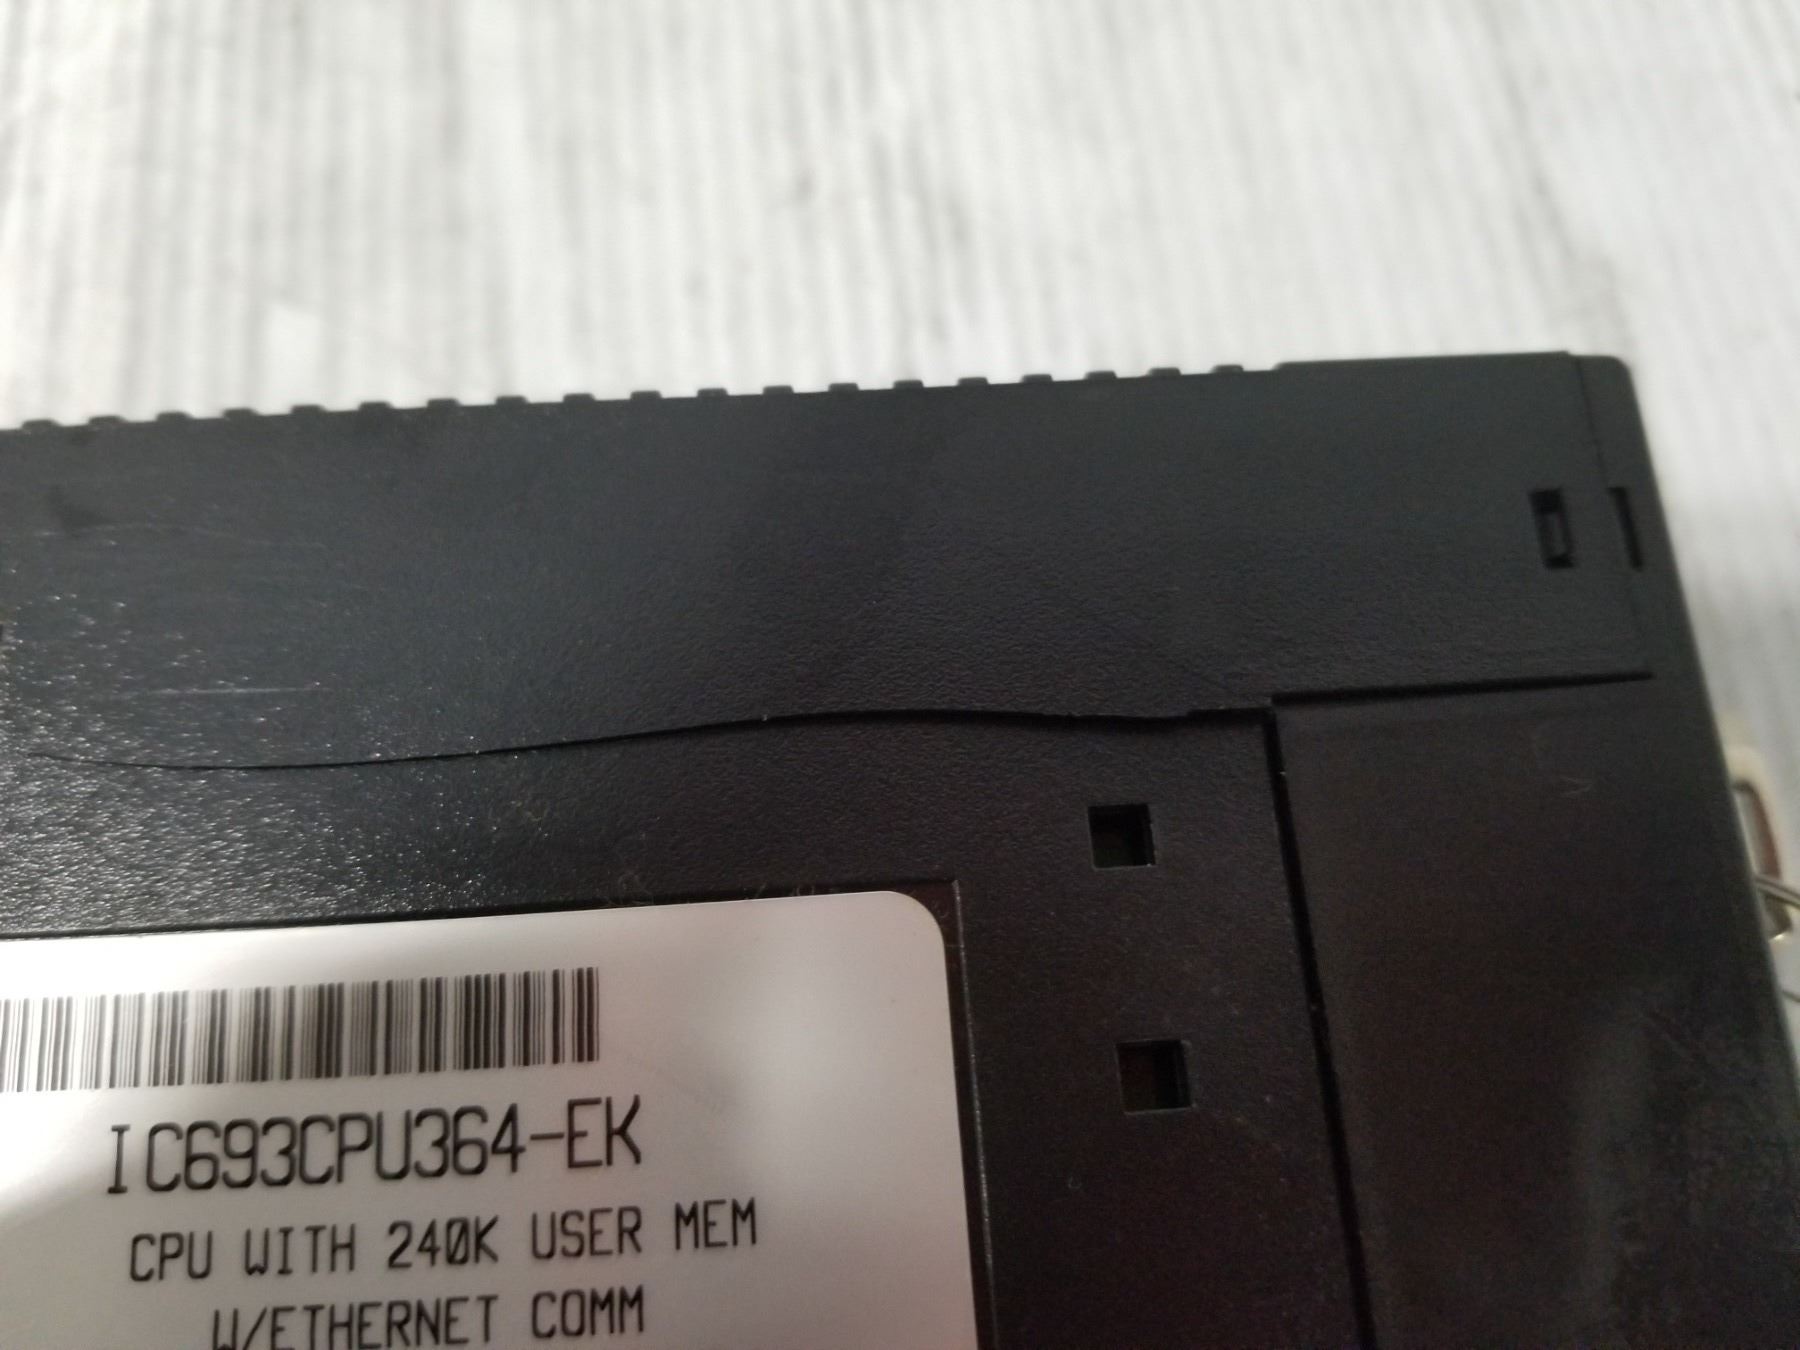 IC693CPU364-EK
CPU WITH 240K USER MEM
W/ETHERNET COMM